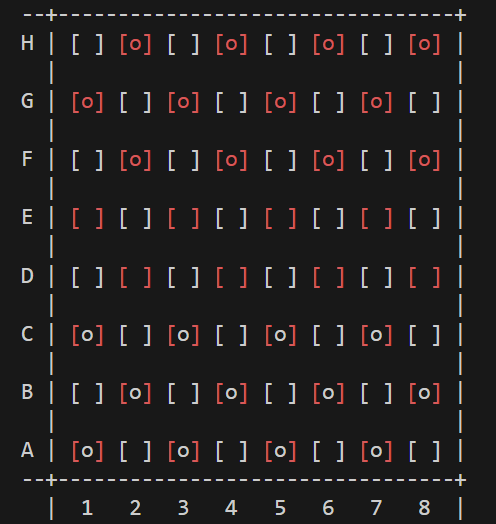 --+----------------------------------+
H | [ ] [o] [ ] [o] [ ] [o] [ ] [o] |
  |                                 |
G | [o] [ ] [o] [ ] [o] [ ] [o] [ ] |
  |                                 |
F | [ ] [o] [ ] [o] [ ] [o] [ ] [o] |
  |                                 |
E | [ ] [ ] [ ] [ ] [ ] [ ] [ ] [ ] |
  |                                 |
D | [ ] [ ] [ ] [ ] [ ] [ ] [ ] [ ] |
  |                                 |
C | [o] [ ] [o] [ ] [o] [ ] [o] [ ] |
  |                                 |
B | [ ] [o] [ ] [o] [ ] [o] [ ] [o] |
  |                                 |
A | [o] [ ] [o] [ ] [o] [ ] [o] [ ] |
--+---------------------------------+
  |  1   2   3   4   5   6   7   8  |